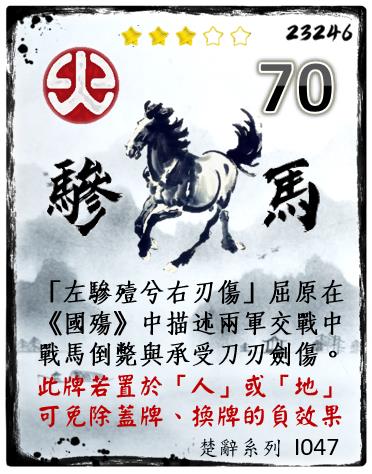 23246
火
70
驂 馬
「左驂殪兮右刃傷」屈原在
《國殤》中描述兩軍交戰中
戰馬倒斃與承受刀刃劍傷。
此牌若置於「人」或「地」
可免除蓋牌、換牌的負效果
楚辭系列 1047